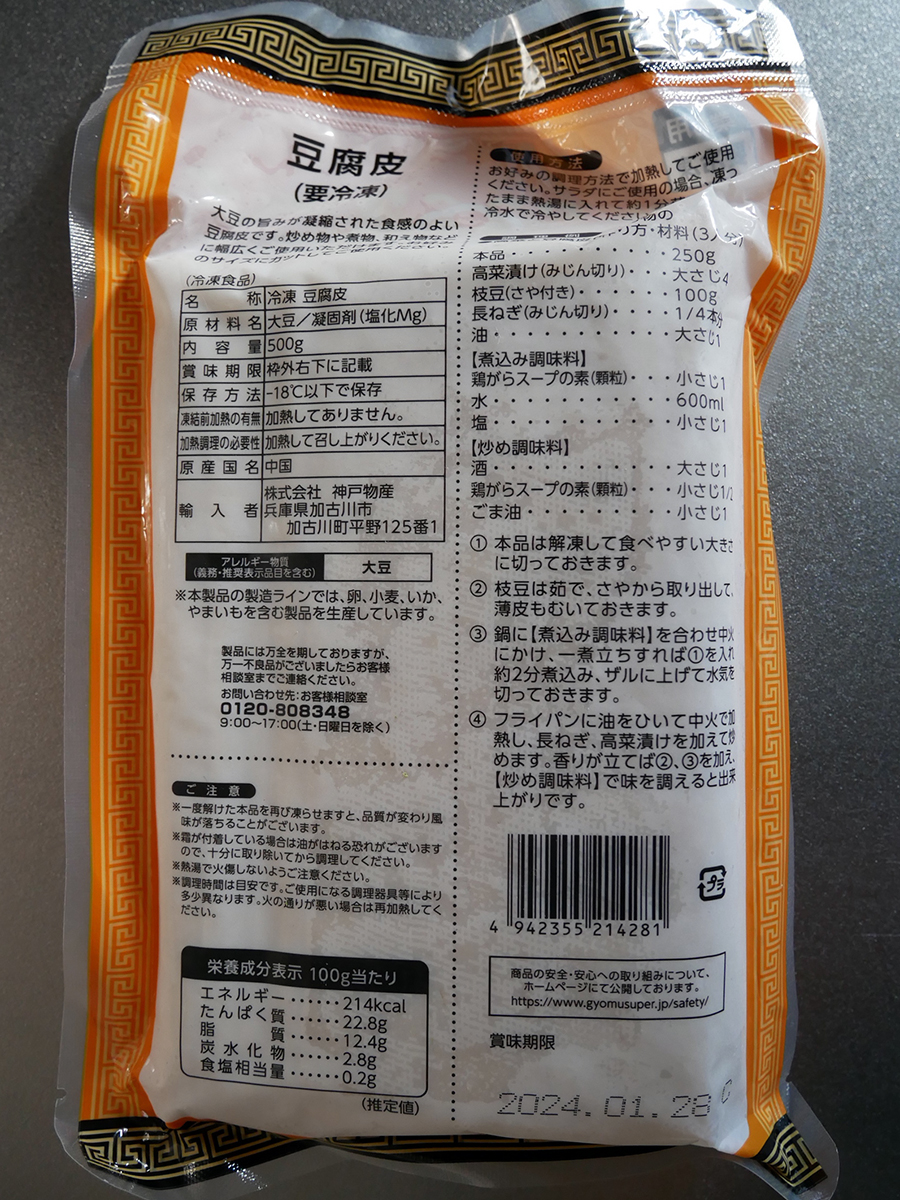 豆腐皮
(要冷凍)
大豆の旨みが凝縮された食感のよい
豆腐皮です。炒め物や煮物、和え物など
に幅広くご使用いただけます。お好み
のサイズにカットしてご使用ください。
(冷凍食品)
名称 冷凍 豆腐皮
原材料名 大豆/凝固剤(塩化Mg)
内容量 500g
賞味期限 枠外右下に記載
保存方法 -18℃以下で保存
凍結前加熱の有無 加熱してありません。
加熱調理の必要性 加熱して召し上がりください。
原産国名 中国
輸入者 株式会社 神戸物産
兵庫県加古川市
加古川町平野125番1
アレルギー物質
(義務・推奨表示品目を含む)
大豆
※本製品の製造ラインでは、卵、小麦、いか、
やまいもを含む製品を生産しています。
製品には万全を期しておりますが、
万一不良品がございましたらお客様
相談室までご連絡ください。
お問い合わせ先:お客様相談室
0120-808348
9:00〜17:00(土・日曜日を除く)
ご注意
※一度解けた本品を再び凍らせますと、品質が変わり風
味が落ちることがございます。
※霜が付着している場合は油がはねる恐れがございます
ので、十分に取り除いてから調理してください。
※熱湯で火傷しないようご注意ください。
※調理時間は目安です。ご使用になる調理器具等により
多少異なります。火の通りが悪い場合は再加熱してく
ださい。
栄養成分表示 100g当たり
エネルギー・・・・・・214kcal
たんぱく質・・・・・・22.8g
脂質・・・・・・12.4g
炭水化物・・・・・・2.8g
食塩相当量・・・・・・0.2g
(推定値)
用
使用方法
お好みの調理方法で加熱してご使用
ください。サラダにご使用の場合、凍っ
たまま熱湯に入れて約1分
冷水で冷やしてください
り方・材料(3人分)
本品・・・・・・・・・・・・250g
高菜漬け(みじん切り)・・・大さじ4
枝豆(さや付き)・・・・・・100g
長ねぎ(みじん切り)・・・・1/4本分
油・・・・・・・・・・・・大さじ1
【煮込み調味料】
鶏がらスープの素(顆粒)・・・小さじ1
水・・・・・・・・・・・・600ml
塩・・・・・・・・・・・・小さじ1
【炒め調味料】
酒・・・・・・・・・・・・大さじ1
鶏がらスープの素(顆粒)・・・小さじ1/2
ごま油・・・・・・・・・・小さじ1
① 本品は解凍して食べやすい大きさ
に切っておきます。
② 枝豆は茹で、さやから取り出して、
薄皮もむいておきます。
③ 鍋に【煮込み調味料】を合わせ中火
にかけ、一煮立ちすれば①を入れ
約2分煮込み、ザルに上げて水気を
切っておきます。
④ フライパンに油をひいて中火で加
熱し、長ねぎ、高菜漬けを加えて炒
めます。香りが立てば②、③を加え、
【炒め調味料】で味を調えると出来
上がりです。
プラ
4 942355 214281
商品の安全・安心への取り組みについて、
ホームページにて公開しております。
https://www.gyomusuper.jp/safety/
賞味期限
2024.01.28 C